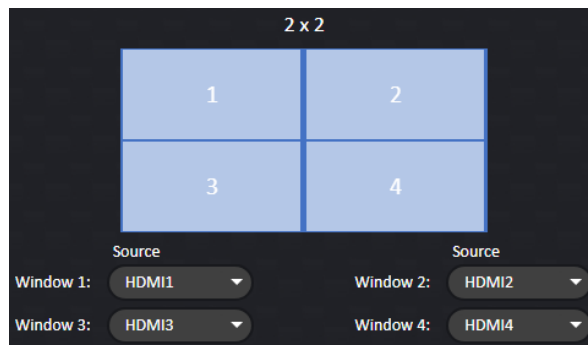 2 x 2
1 2
3 4
Source Source
Window 1: HDMI1 Window 2: HDMI2
Window 3: HDMI3 Window 4: HDMI4